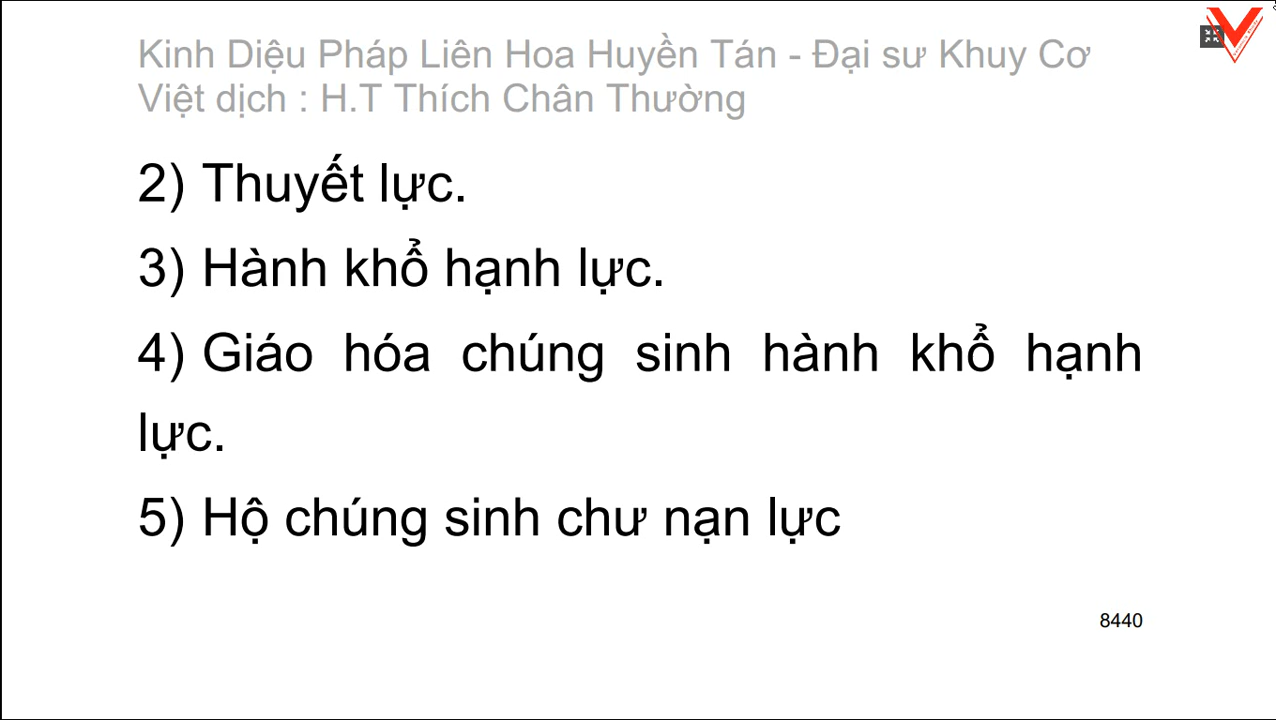 Kinh Diệu Pháp Liên Hoa Huyền Tán - Đại sư Khuy Cơ
Việt dịch : H.T Thích Chân Thường
2) Thuyết lực.
3) Hành khổ hạnh lực.
4) Giáo hóa chúng sinh hành khổ hạnh
lực.
5) Hộ chúng sinh chư nạn lực
8440